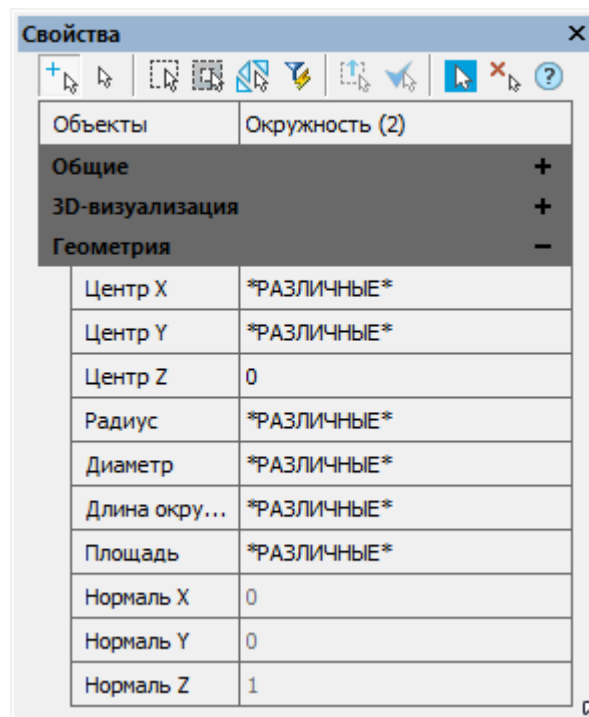 Свойства
Объекты Окружность (2)
Общие
3D-визуализация
Геометрия
Центр X *РАЗЛИЧНЫЕ*
Центр Y *РАЗЛИЧНЫЕ*
Центр Z 0
Радиус *РАЗЛИЧНЫЕ*
Диаметр *РАЗЛИЧНЫЕ*
Длина окру... *РАЗЛИЧНЫЕ*
Площадь *РАЗЛИЧНЫЕ*
Нормаль X 0
Нормаль Y 0
Нормаль Z 1